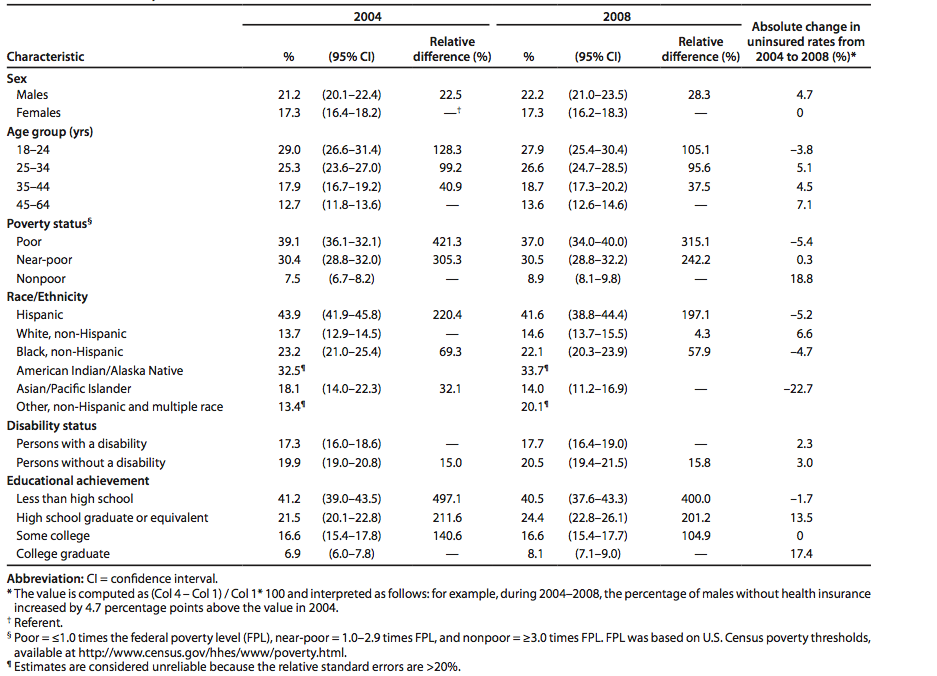 2004 2008
Characteristic % (95% CI) Relative difference (%) % (95% CI) Relative difference (%) Absolute change in uninsured rates from 2004 to 2008 (%)*
Sex
Males 21.2 (20.1–22.4) 22.5 22.2 (21.0–23.5) 28.3 4.7
Females 17.3 (16.4–18.2) —† 17.3 (16.2–18.3) — 0
Age group (yrs)
18–24 29.0 (26.6–31.4) 128.3 27.9 (25.4–30.4) 105.1 –3.8
25–34 25.3 (23.6–27.0) 99.2 26.6 (24.7–28.5) 95.6 5.1
35–44 17.9 (16.7–19.2) 40.9 18.7 (17.3–20.2) 37.5 4.5
45–64 12.7 (11.8–13.6) — 13.6 (12.6–14.6) — 7.1
Poverty status§
Poor 39.1 (36.1–32.1) 421.3 37.0 (34.0–40.0) 315.1 –5.4
Near-poor 30.4 (28.8–32.0) 305.3 30.5 (28.8–32.2) 242.2 0.3
Nonpoor 7.5 (6.7–8.2) — 8.9 (8.1–9.8) — 18.8
Race/Ethnicity
Hispanic 43.9 (41.9–45.8) 220.4 41.6 (38.8–44.4) 197.1 –5.2
White, non-Hispanic 13.7 (12.9–14.5) — 14.6 (13.7–15.5) 4.3 6.6
Black, non-Hispanic 23.2 (21.0–25.4) 69.3 22.1 (20.3–23.9) 57.9 –4.7
American Indian/Alaska Native 32.5¶ 33.7¶
Asian/Pacific Islander 18.1 (14.0–22.3) 32.1 14.0 (11.2–16.9) — –22.7
Other, non-Hispanic and multiple race 13.4¶ 20.1¶
Disability status
Persons with a disability 17.3 (16.0–18.6) — 17.7 (16.4–19.0) — 2.3
Persons without a disability 19.9 (19.0–20.8) 15.0 20.5 (19.4–21.5) 15.8 3.0
Educational achievement
Less than high school 41.2 (39.0–43.5) 497.1 40.5 (37.6–43.3) 400.0 –1.7
High school graduate or equivalent 21.5 (20.1–22.8) 211.6 24.4 (22.8–26.1) 201.2 13.5
Some college 16.6 (15.4–17.8) 140.6 16.6 (15.4–17.7) 104.9 0
College graduate 6.9 (6.0–7.8) — 8.1 (7.1–9.0) — 17.4
Abbreviation: CI = confidence interval.
* The value is computed as (Col 4 – Col 1) / Col 1* 100 and interpreted as follows: for example, during 2004–2008, the percentage of males without health insurance
increased by 4.7 percentage points above the value in 2004.
† Referent.
§ Poor = ≤1.0 times the federal poverty level (FPL), near-poor = 1.0–2.9 times FPL, and nonpoor = ≥3.0 times FPL. FPL was based on U.S. Census poverty thresholds,
available at http://www.census.gov/hhes/www/poverty.html.
¶ Estimates are considered unreliable because the relative standard errors are >20%.